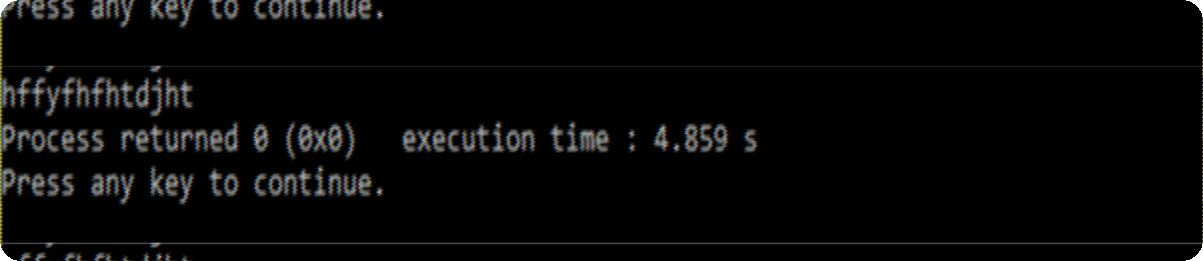 Press any key to continue.
hffyfhfhtdjht
Process returned 0 (0x0)   execution time : 4.859 s
Press any key to continue.